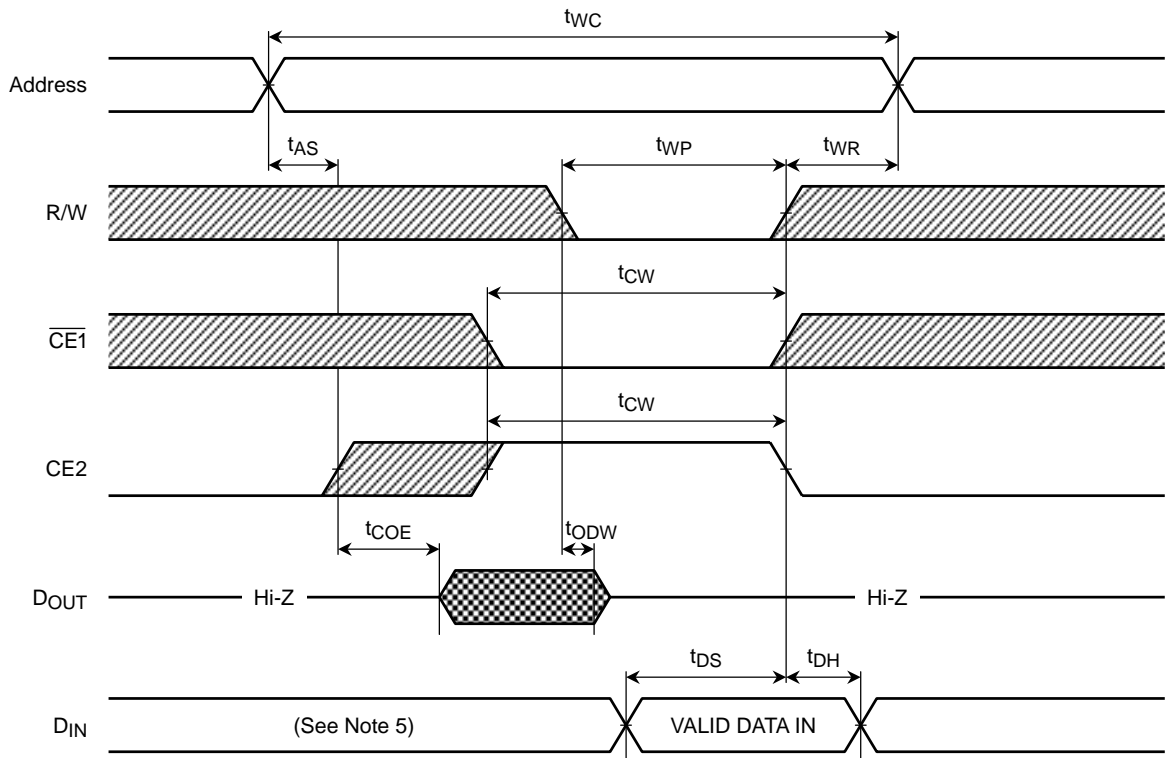 tWC
Address
tAS
tWP
tWR
R/W
tCW
CE1
tCW
CE2
tCOE
tODW
DOUT
Hi-Z
Hi-Z
tDS
tDH
DIN
(See Note 5)
VALID DATA IN